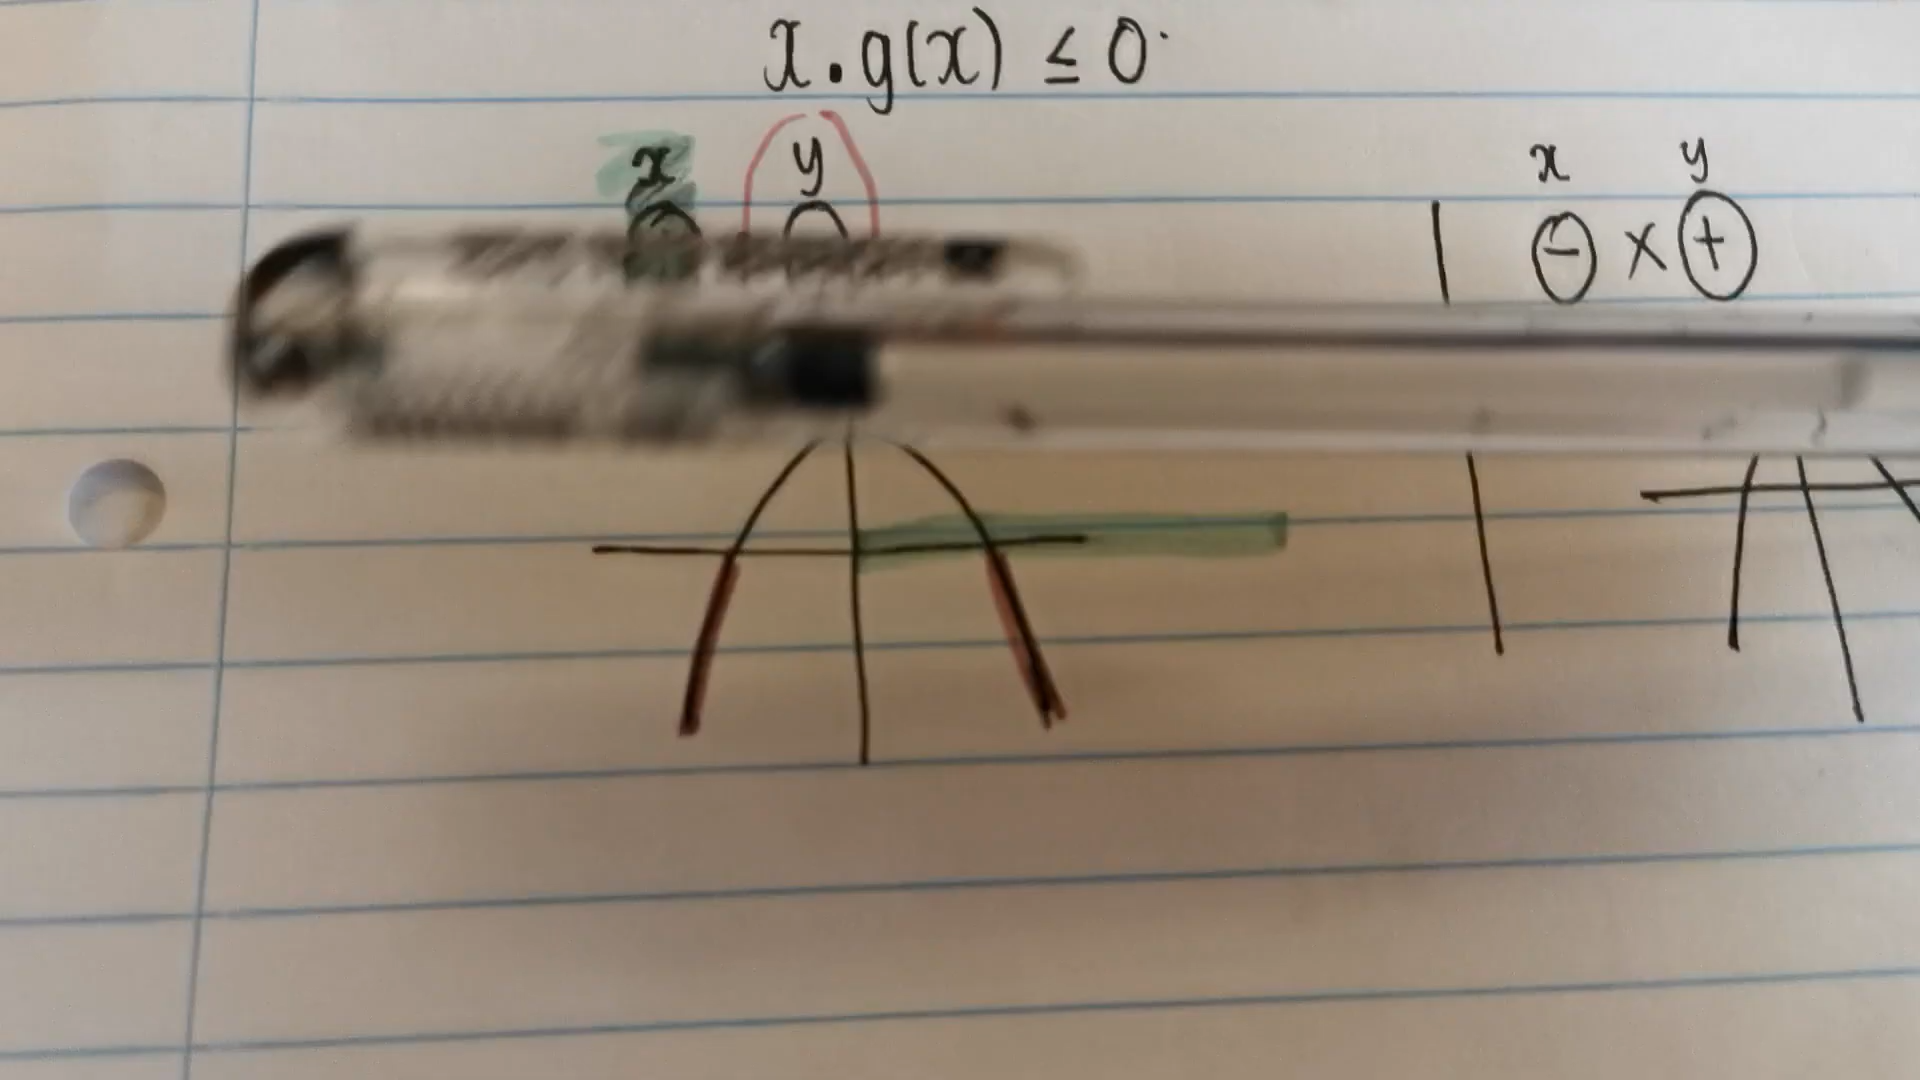 x . g(x) ≤ 0
x y x y
- × +